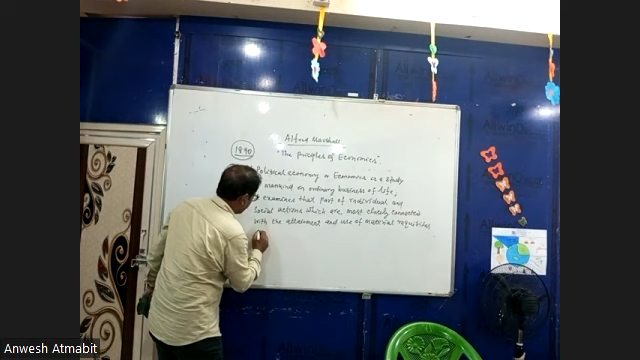 Alfred Marshall
1890
"The principles of Economics".
Political economy or Economics is a study
mankind on ordinary business of life,
examines that part of individual and
social actions which are most closely connected
with the attainment and use of material requisites
Anwesh Atmabit